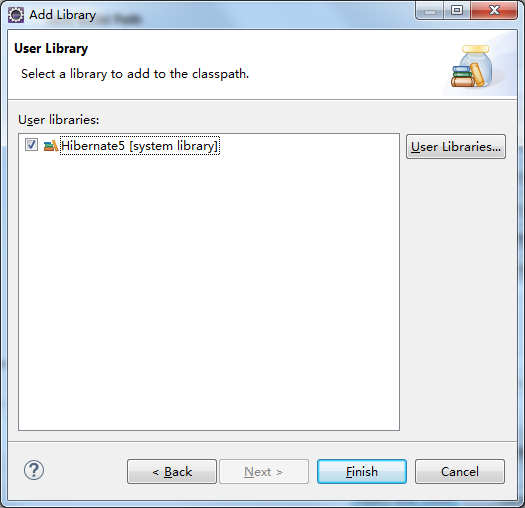 Add Library
User Library
Select a library to add to the classpath.
User libraries:
Hibernate5 [system library]
User Libraries...
?
< Back
Next >
Finish
Cancel